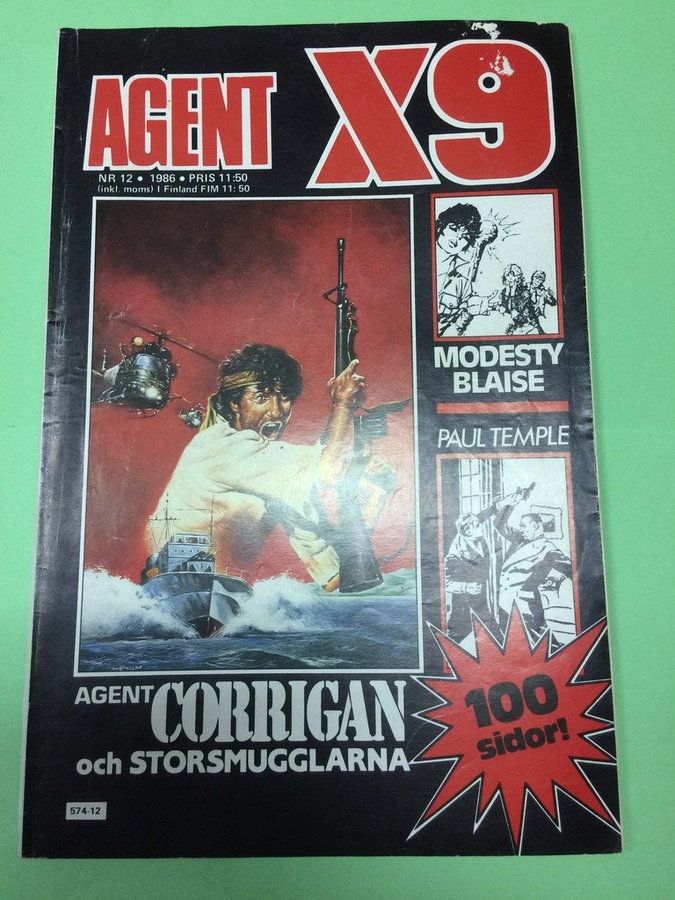 AGENT X9
NR 12 • 1986 • PRIS 11:50
(inkl. moms) I Finland FIM 11: 50
MODESTY
BLAISE
PAUL TEMPLE
AGENT CORRIGAN
och STORSMUGGLARNA
100
sidor!
574-12